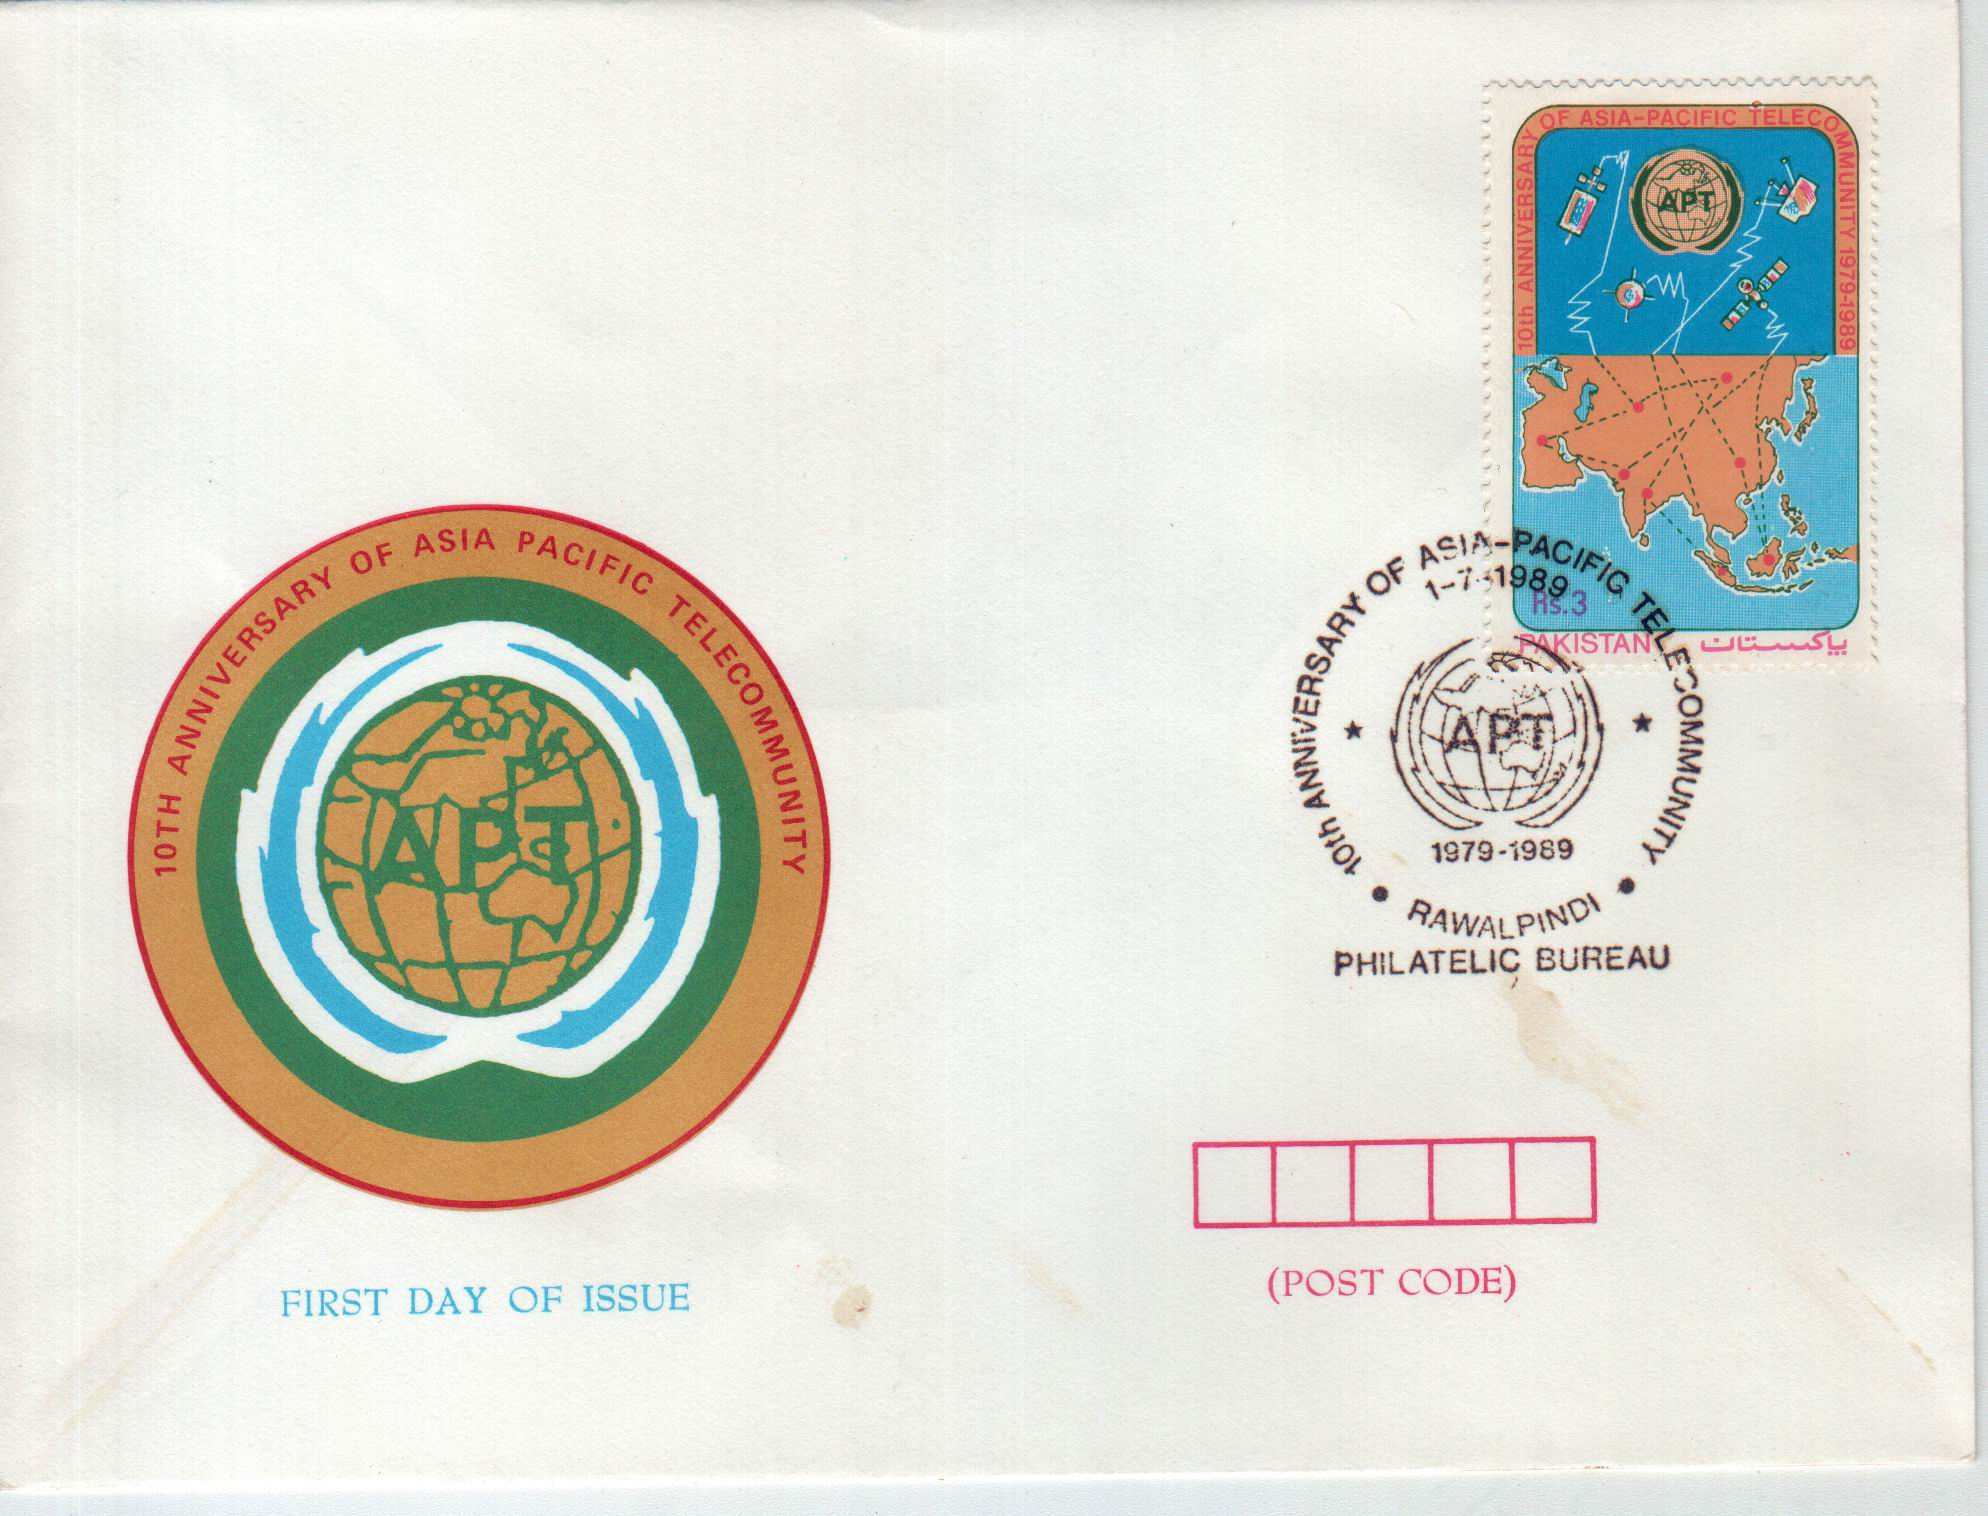 10th ANNIVERSARY OF ASIA-PACIFIC TELECOMMUNITY 1979-1989
APT
Rs.3
PAKISTAN پاکستان
10TH ANNIVERSARY OF ASIA PACIFIC TELECOMMUNITY
APT
FIRST DAY OF ISSUE
10th ANNIVERSARY OF ASIA-PACIFIC TELECOMMUNITY
1-7-1989
APT
1979-1989
RAWALPINDI
PHILATELIC BUREAU
(POST CODE)